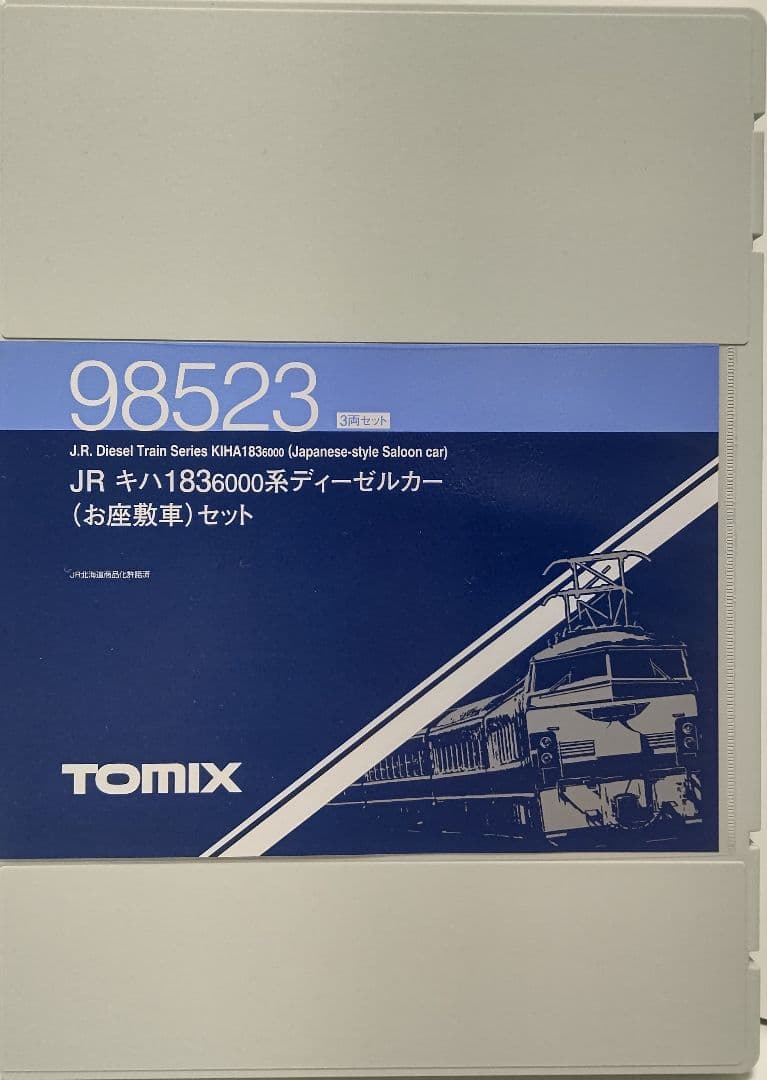 98523
3両セット
J.R. Diesel Train Series KIHA1836000 (Japanese-style Saloon car)
JR キハ1836000系ディーゼルカー
(お座敷車)セット
JR北海道商品化許諾済
TOMIX